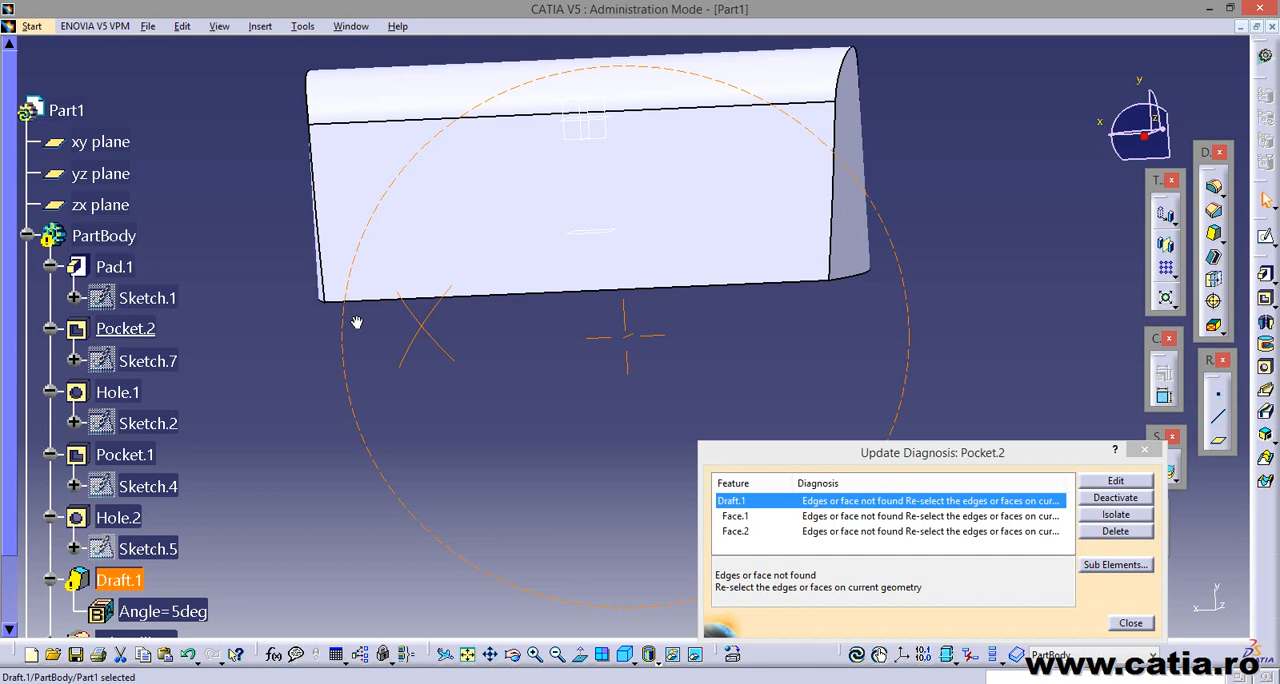 CATIA V5 : Administration Mode - [Part1]
Start ENOVIA V5 VPM File Edit View Insert Tools Window Help
Part1
xy plane
yz plane
zx plane
PartBody
Pad.1
Sketch.1
Pocket.2
Sketch.7
Hole.1
Sketch.2
Pocket.1
Sketch.4
Hole.2
Sketch.5
Draft.1
Angle=5deg
y
x
z
D.
T..
C.
R.
S..
Update Diagnosis: Pocket.2
?
Feature Diagnosis
Draft.1 Edges or face not found Re-select the edges or faces on cur...
Face.1 Edges or face not found Re-select the edges or faces on cur...
Face.2 Edges or face not found Re-select the edges or faces on cur...
Edit
Deactivate
Isolate
Delete
Sub Elements...
Edges or face not found
Re-select the edges or faces on current geometry
Close
y
x
z
PartBody
www.catia.ro
Draft.1/PartBody/Part1 selected